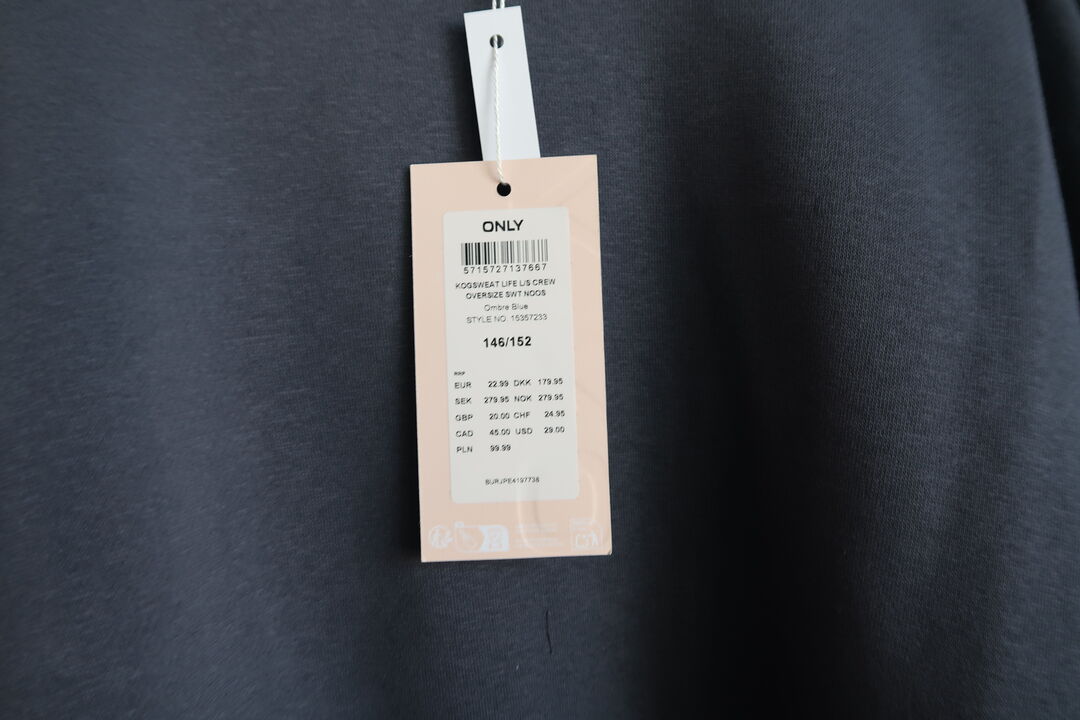 ONLY
5715727137667
KOGSWEAT LIFE L/S CREW
OVERSIZE SWT NOOS
Ombre Blue
STYLE NO. 15357233
146/152
RRP
EUR 22.99 DKK 179.95
SEK 279.95 NOK 279.95
GBP 20.00 CHF 24.95
CAD 45.00 USD 29.00
PLN 99.99
BURJPE4197738